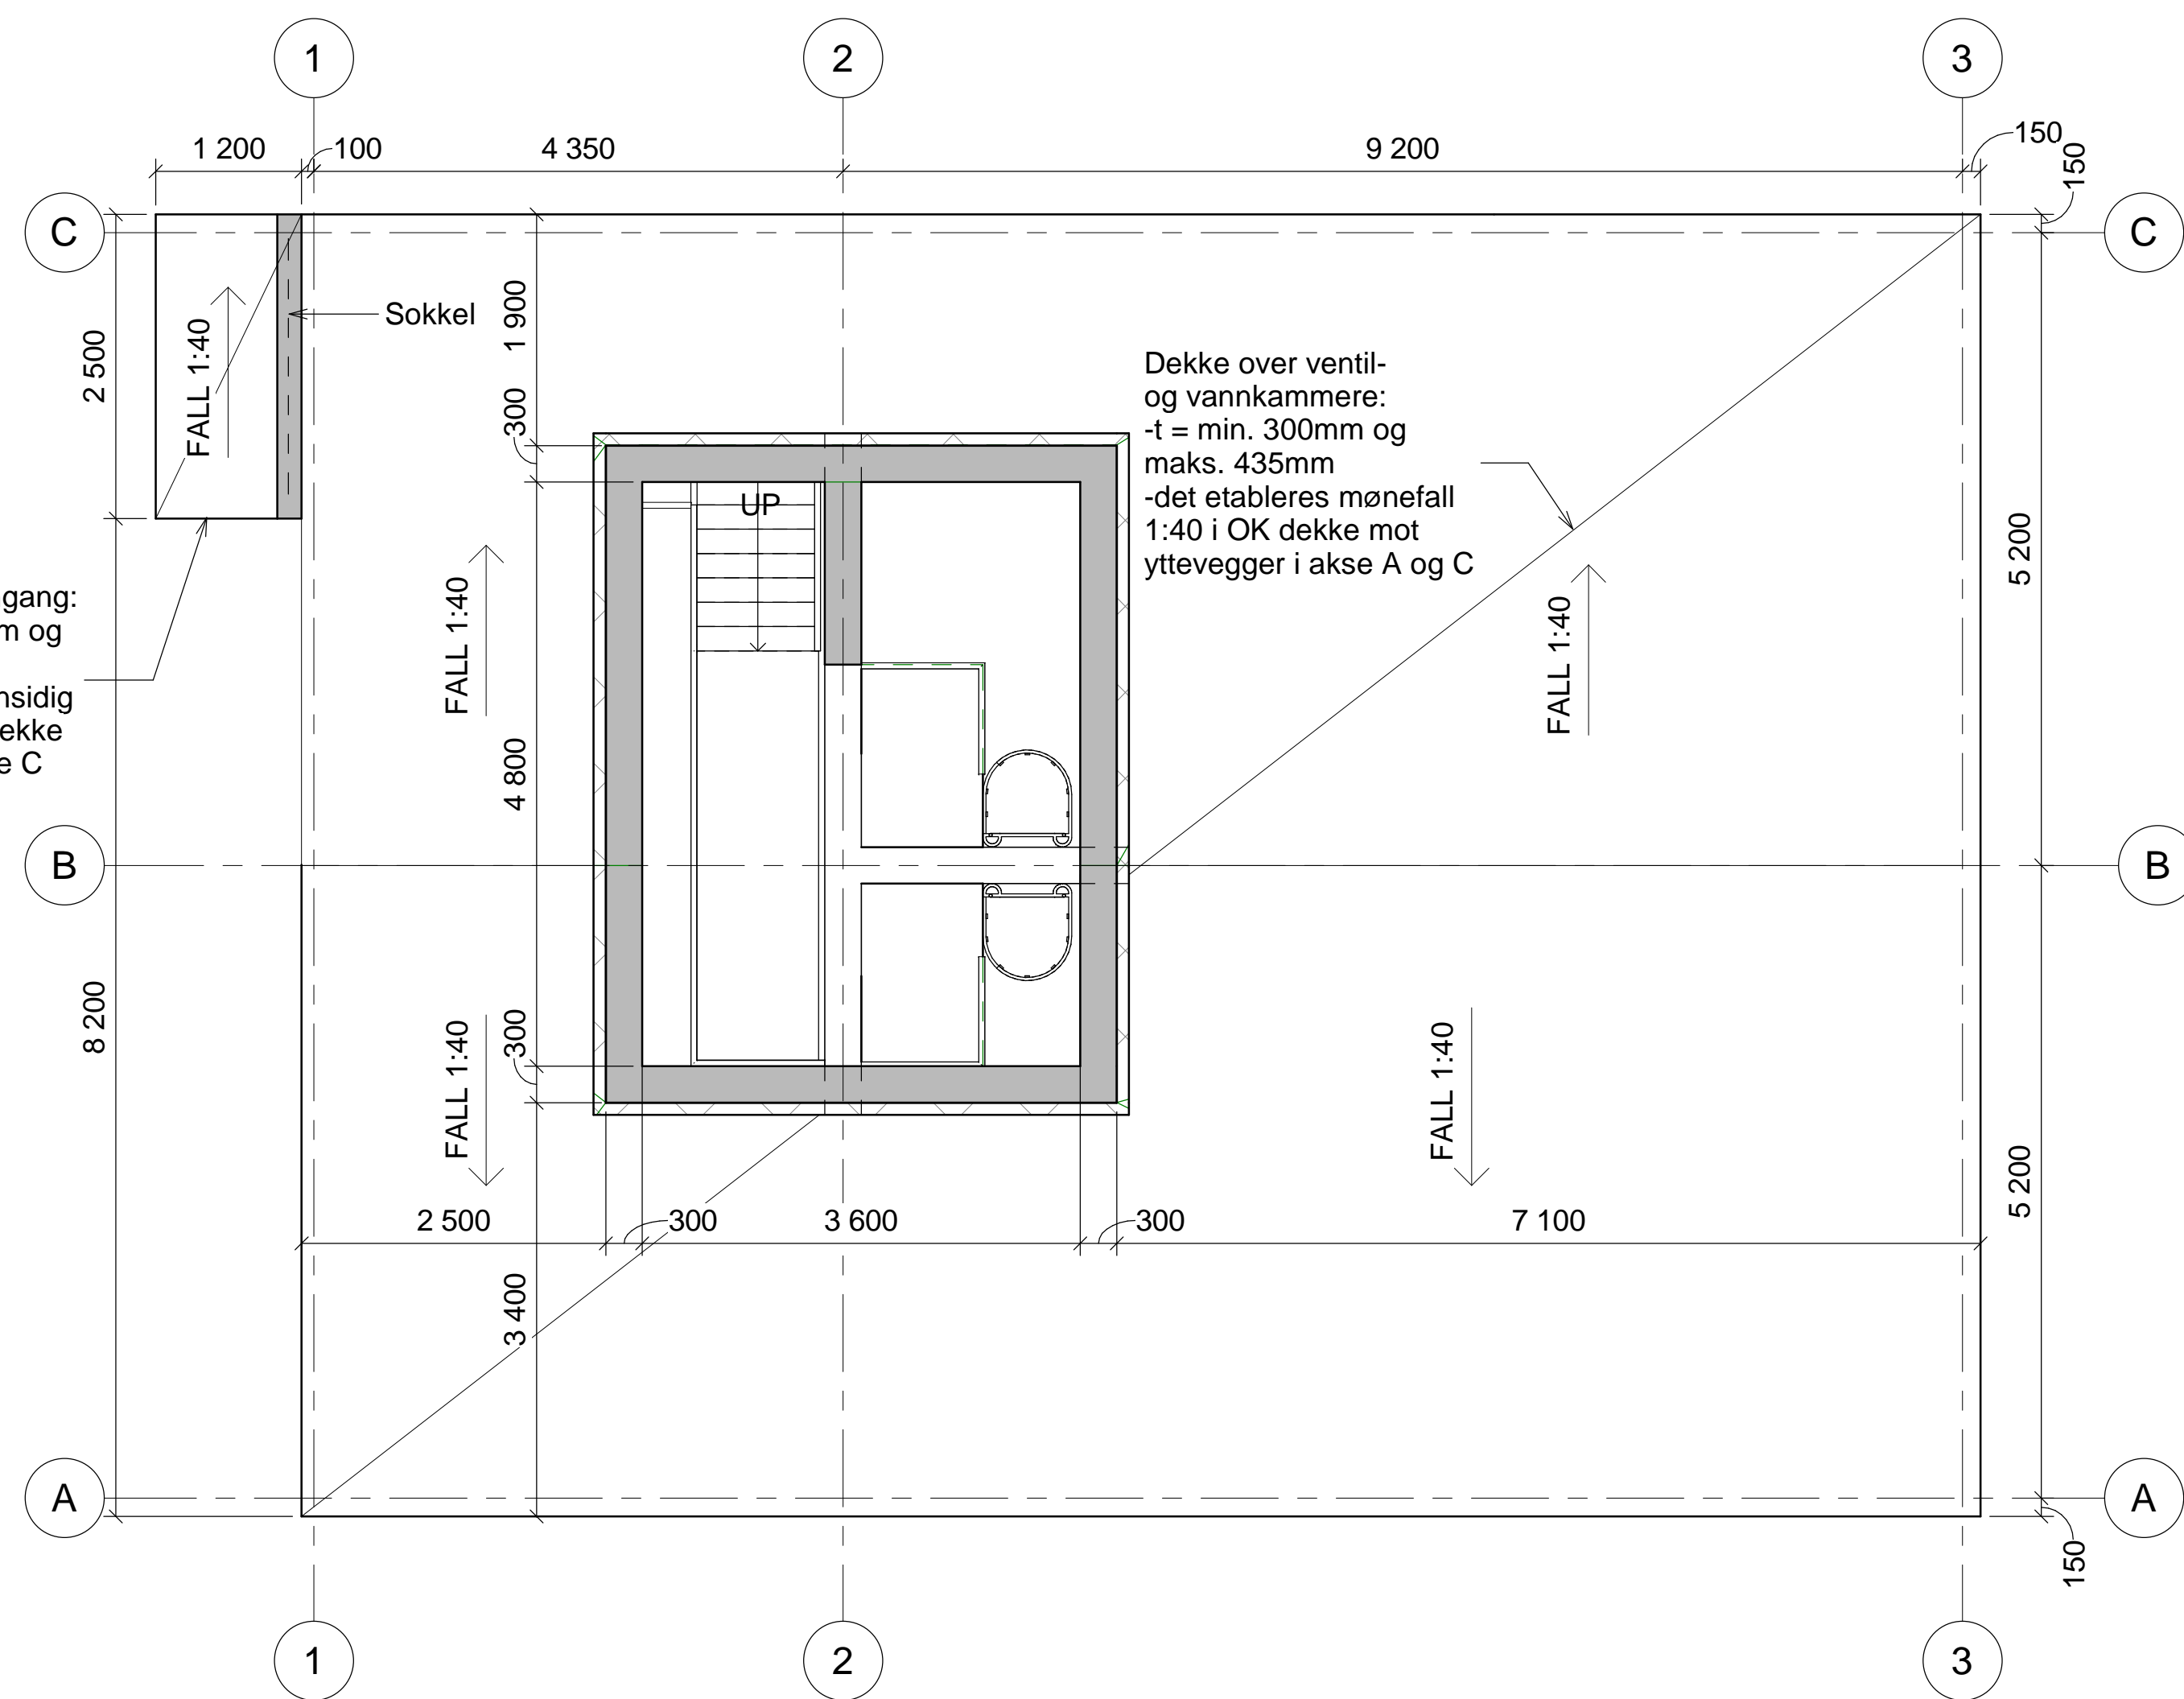 1
2
3
1 200
100
4 350
9 200
150
150
C
C
Sokkel
FALL 1:40
2 500
1 900
300
Dekke over ventil-
og vannkammere:
-t = min. 300mm og
maks. 435mm
-det etableres mønefall
1:40 i OK dekke mot
yttevegger i akse A og C
UP
5 200
FALL 1:40
FALL 1:40
gang:
og
nsidig
ekke
C
4 800
B
B
8 200
300
FALL 1:40
FALL 1:40
5 200
2 500
300
3 600
300
7 100
3 400
A
A
150
1
2
3